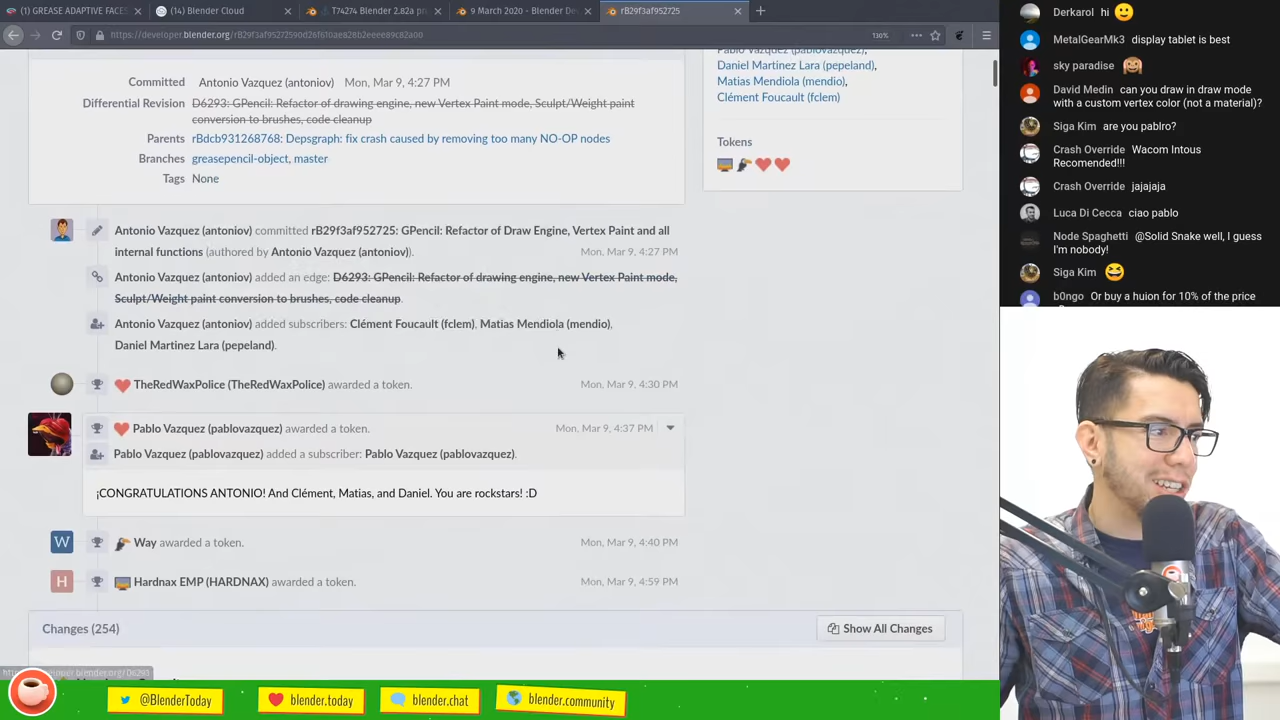 (1) GREASE ADAPTIVE FACES
(14) Blender Cloud
T74274 Blender 2.82a pr
9 March 2020 - Blender De
rB29f3af952725
https://developer.blender.org/rB29f3af952725
130%
Committed Antonio Vazquez (antoniov) Mon, Mar 9, 4:27 PM
Differential Revision D6293: GPencil: Refactor of drawing engine, new Vertex Paint mode, Sculpt/Weight paint
conversion to brushes, code cleanup
Parents rBdcb931268768: Depsgraph: fix crash caused by removing too many NO-OP nodes
Branches greasepencil-object, master
Tags None
Pablo Vazquez (pablovazquez),
Daniel Martinez Lara (pepeland),
Matias Mendiola (mendio),
Clément Foucault (fclem)
Tokens
Antonio Vazquez (antoniov) committed rB29f3af952725: GPencil: Refactor of Draw Engine, Vertex Paint and all
internal functions (authored by Antonio Vazquez (antoniov)). Mon, Mar 9, 4:27 PM
Antonio Vazquez (antoniov) added an edge: D6293: GPencil: Refactor of drawing engine, new Vertex Paint mode,
Sculpt/Weight paint conversion to brushes, code cleanup.
Antonio Vazquez (antoniov) added subscribers: Clément Foucault (fclem), Matias Mendiola (mendio),
Daniel Martinez Lara (pepeland).
TheRedWaxPolice (TheRedWaxPolice) awarded a token. Mon, Mar 9, 4:30 PM
Pablo Vazquez (pablovazquez) awarded a token. Mon, Mar 9, 4:37 PM
Pablo Vazquez (pablovazquez) added a subscriber: Pablo Vazquez (pablovazquez).
¡CONGRATULATIONS ANTONIO! And Clément, Matias, and Daniel. You are rockstars! :D
W Way awarded a token. Mon, Mar 9, 4:40 PM
H Hardnax EMP (HARDNAX) awarded a token. Mon, Mar 9, 4:59 PM
Changes (254)
Show All Changes
@BlenderToday
blender.today
blender.chat
blender.community
Derkarol hi
MetalGearMk3 display tablet is best
sky paradise
David Medin can you draw in draw mode
with a custom vertex color (not a material)?
Siga Kim are you pablro?
Crash Override Wacom Intous
Recomended!!!
Crash Override jajajaja
Luca Di Cecca ciao pablo
Node Spaghetti @Solid Snake well, I guess
I'm nobody!
Siga Kim
b0ngo Or buy a huion for 10% of the price